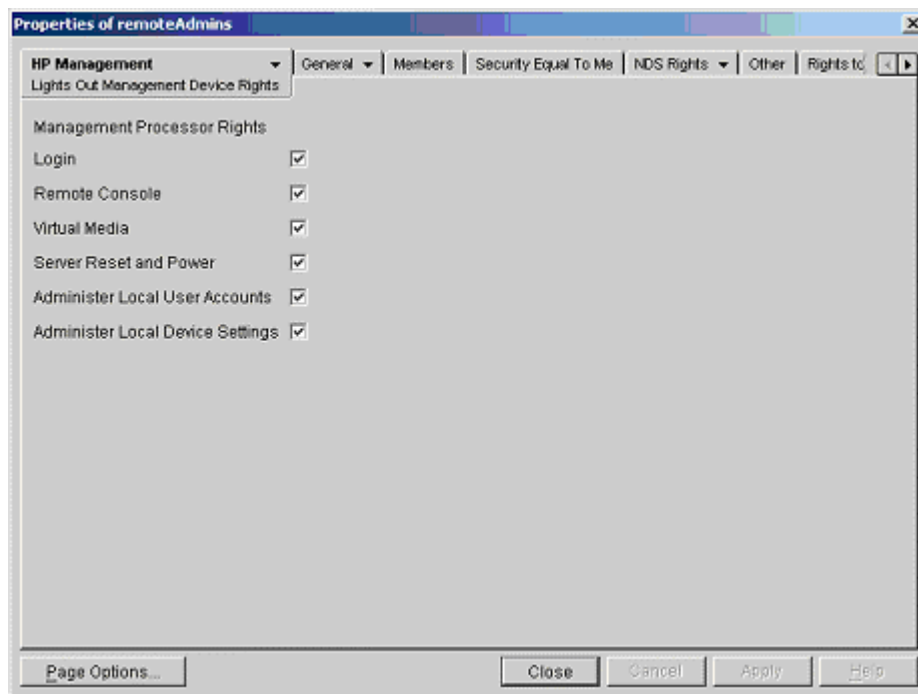 Properties of remoteAdmins
HP Management General Members Security Equal To Me NDS Rights Other Rights to
Lights Out Management Device Rights
Management Processor Rights
Login
Remote Console
Virtual Media
Server Reset and Power
Administer Local User Accounts
Administer Local Device Settings
Page Options... Close Cancel Apply Help